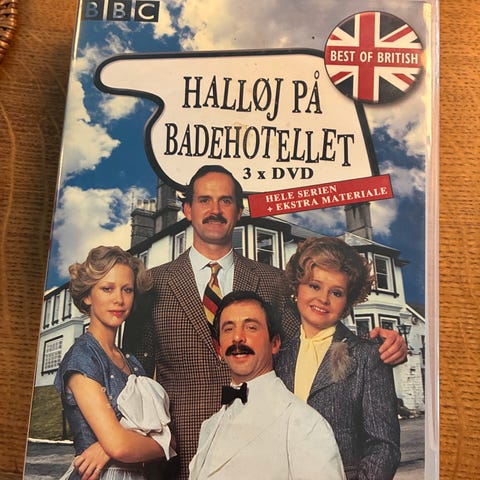 BBC
BEST OF BRITISH
HALLØJ PÅ
BADEHOTELLET
3 x DVD
HELE SERIEN
+ EKSTRA MATERIALE